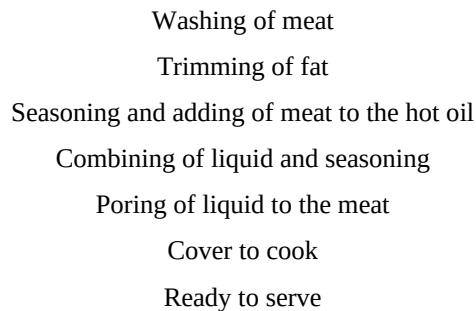 Washing of meat
Trimming of fat
Seasoning and adding of meat to the hot oil
Combining of liquid and seasoning
Poring of liquid to the meat
Cover to cook
Ready to serve